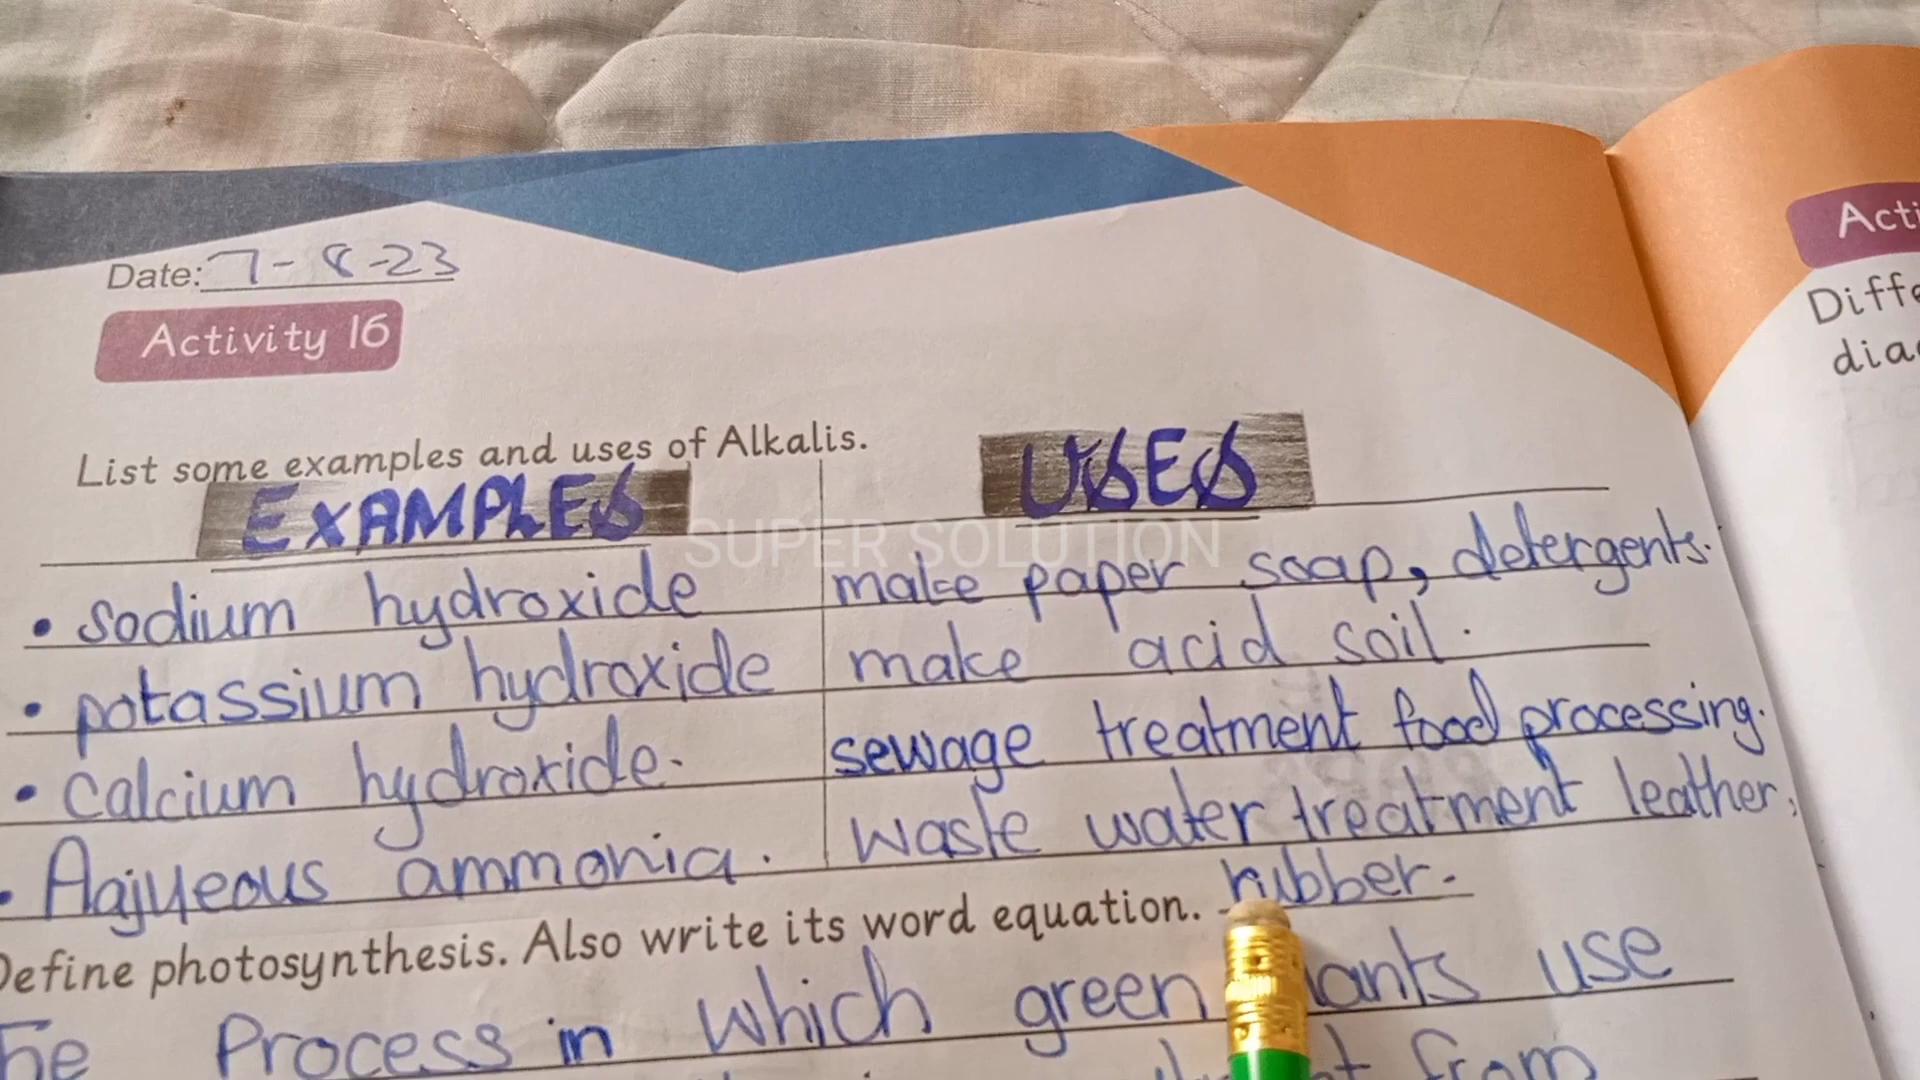 Date: 7-8-23
Activity 16
List some examples and uses of Alkalis.
EXAMPLES USES
SUPER SOLUTION
• sodium hydroxide make paper soap, detergents.
• potassium hydroxide make acid soil.
• Calcium hydroxide. sewage treatment food processing.
• Aqjueous ammonia. waste water treatment leather,
rubber.
Define photosynthesis. Also write its word equation.
Process in which green use
from
Acti
Diffe
dia